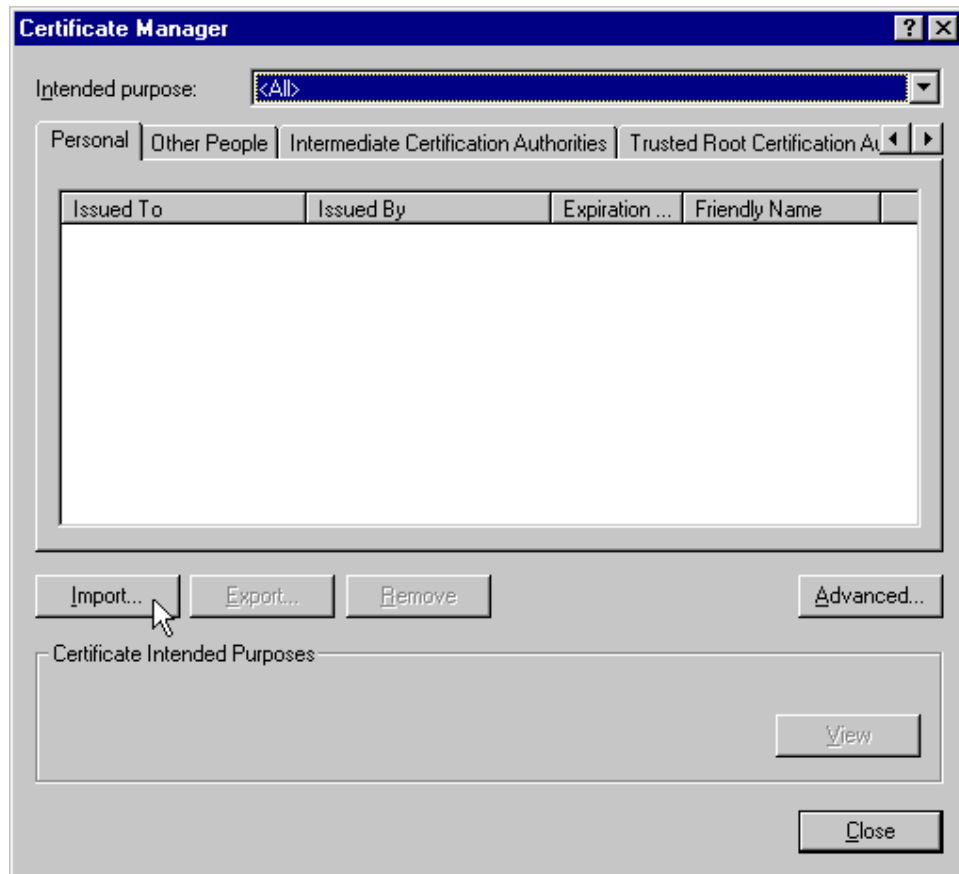 Certificate Manager
Intended purpose: <All>
Personal Other People Intermediate Certification Authorities Trusted Root Certification Au
Issued To Issued By Expiration ... Friendly Name
Import... Export... Remove Advanced...
Certificate Intended Purposes
View
Close